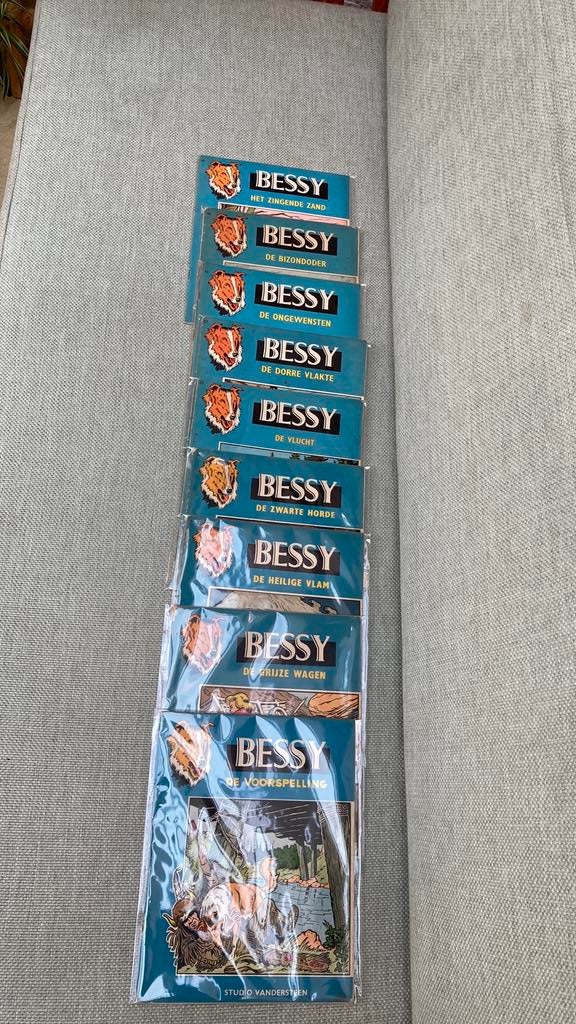 BESSY
HET ZINGENDE ZAND
BESSY
DE BIZONDODER
BESSY
DE ONGEWENSTEN
BESSY
DE DORRE VLAKTE
BESSY
DE VLUCHT
BESSY
DE ZWARTE HORDE
BESSY
DE HEILIGE VLAM
BESSY
DE GRIJZE WAGEN
BESSY
DE VOORSPELLING
STUDIO VANDERSTEEN